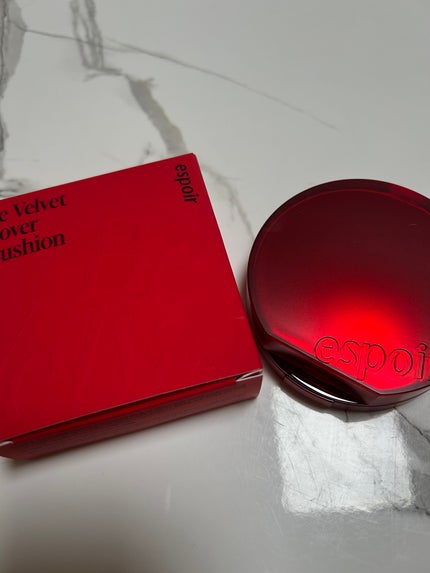 e Velvet
over
ushion
espoir
espoi